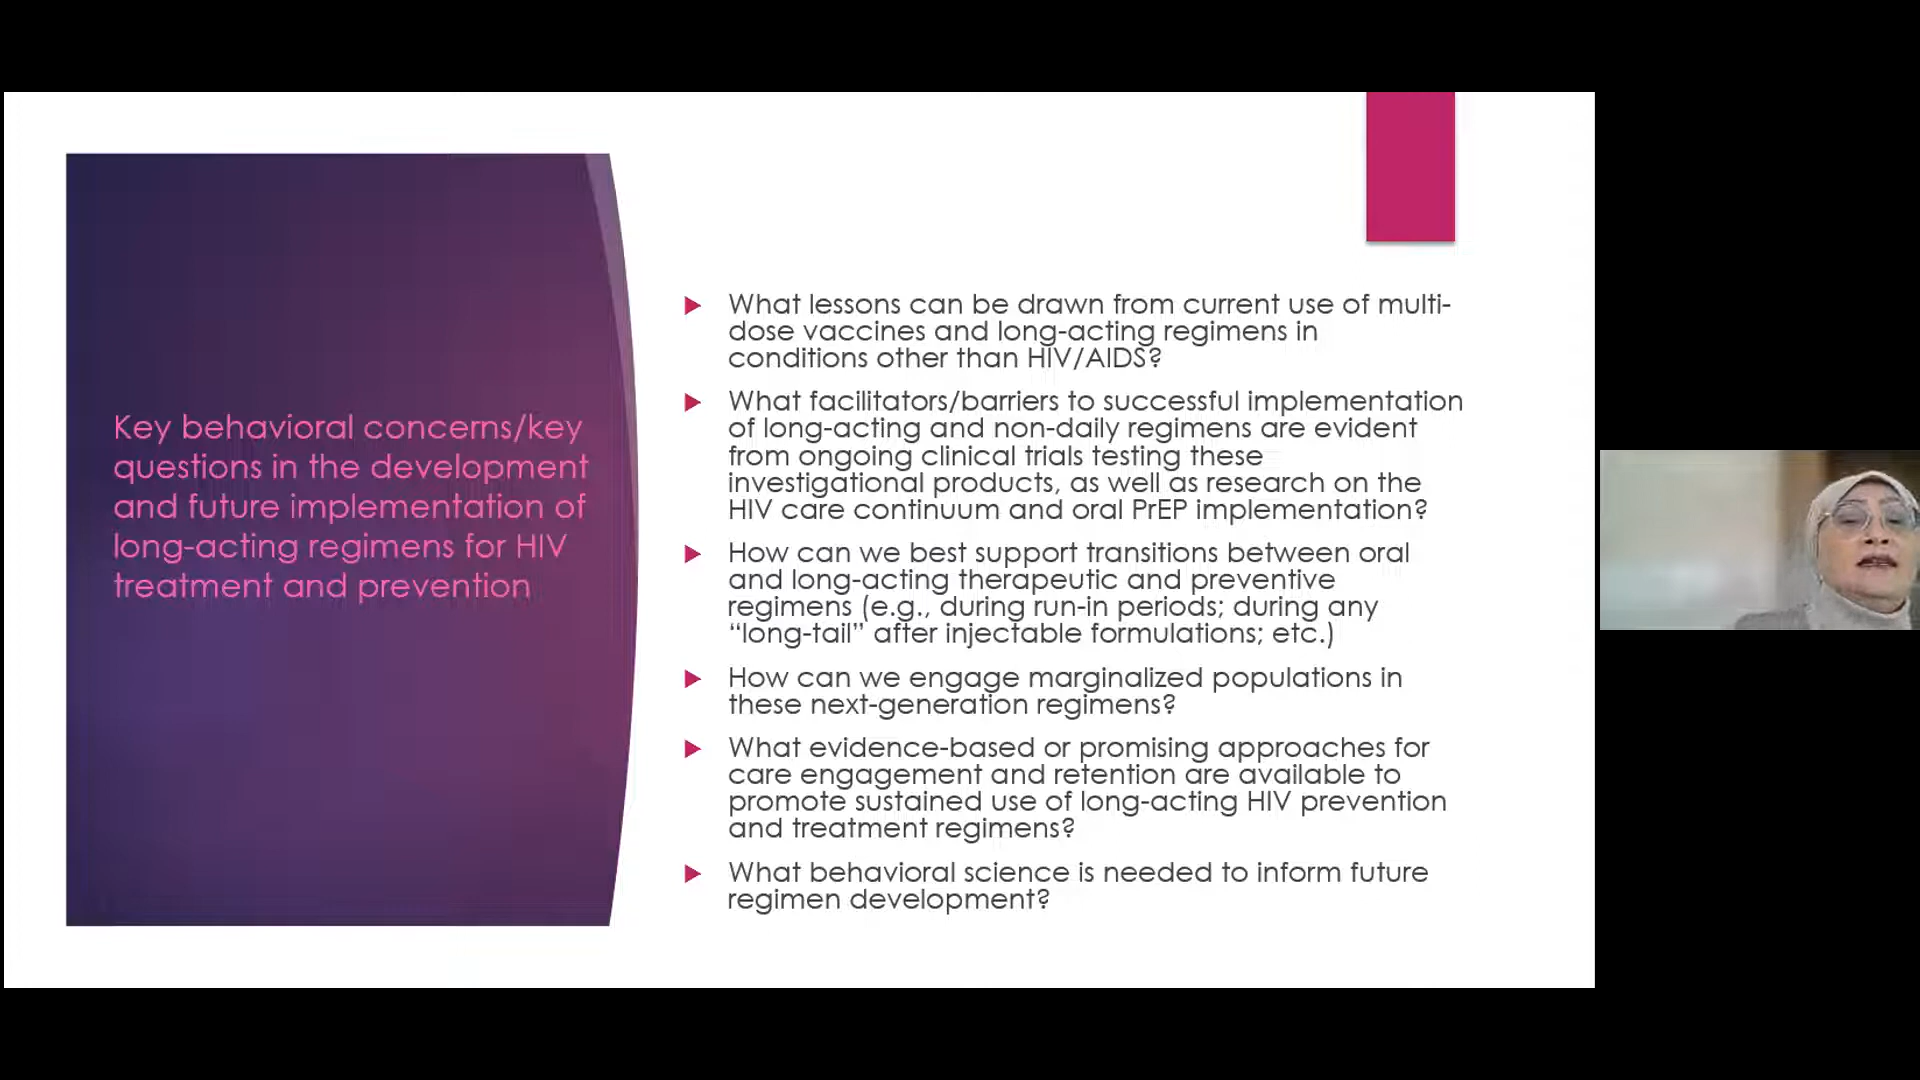 Key behavioral concerns/key
questions in the development
and future implementation of
long-acting regimens for HIV
treatment and prevention
What lessons can be drawn from current use of multi-
dose vaccines and long-acting regimens in
conditions other than HIV/AIDS?
What facilitators/barriers to successful implementation
of long-acting and non-daily regimens are evident
from ongoing clinical trials testing these
investigational products, as well as research on the
HIV care continuum and oral PrEP implementation?
How can we best support transitions between oral
and long-acting therapeutic and preventive
regimens (e.g., during run-in periods; during any
“long-tail” after injectable formulations; etc.)
How can we engage marginalized populations in
these next-generation regimens?
What evidence-based or promising approaches for
care engagement and retention are available to
promote sustained use of long-acting HIV prevention
and treatment regimens?
What behavioral science is needed to inform future
regimen development?